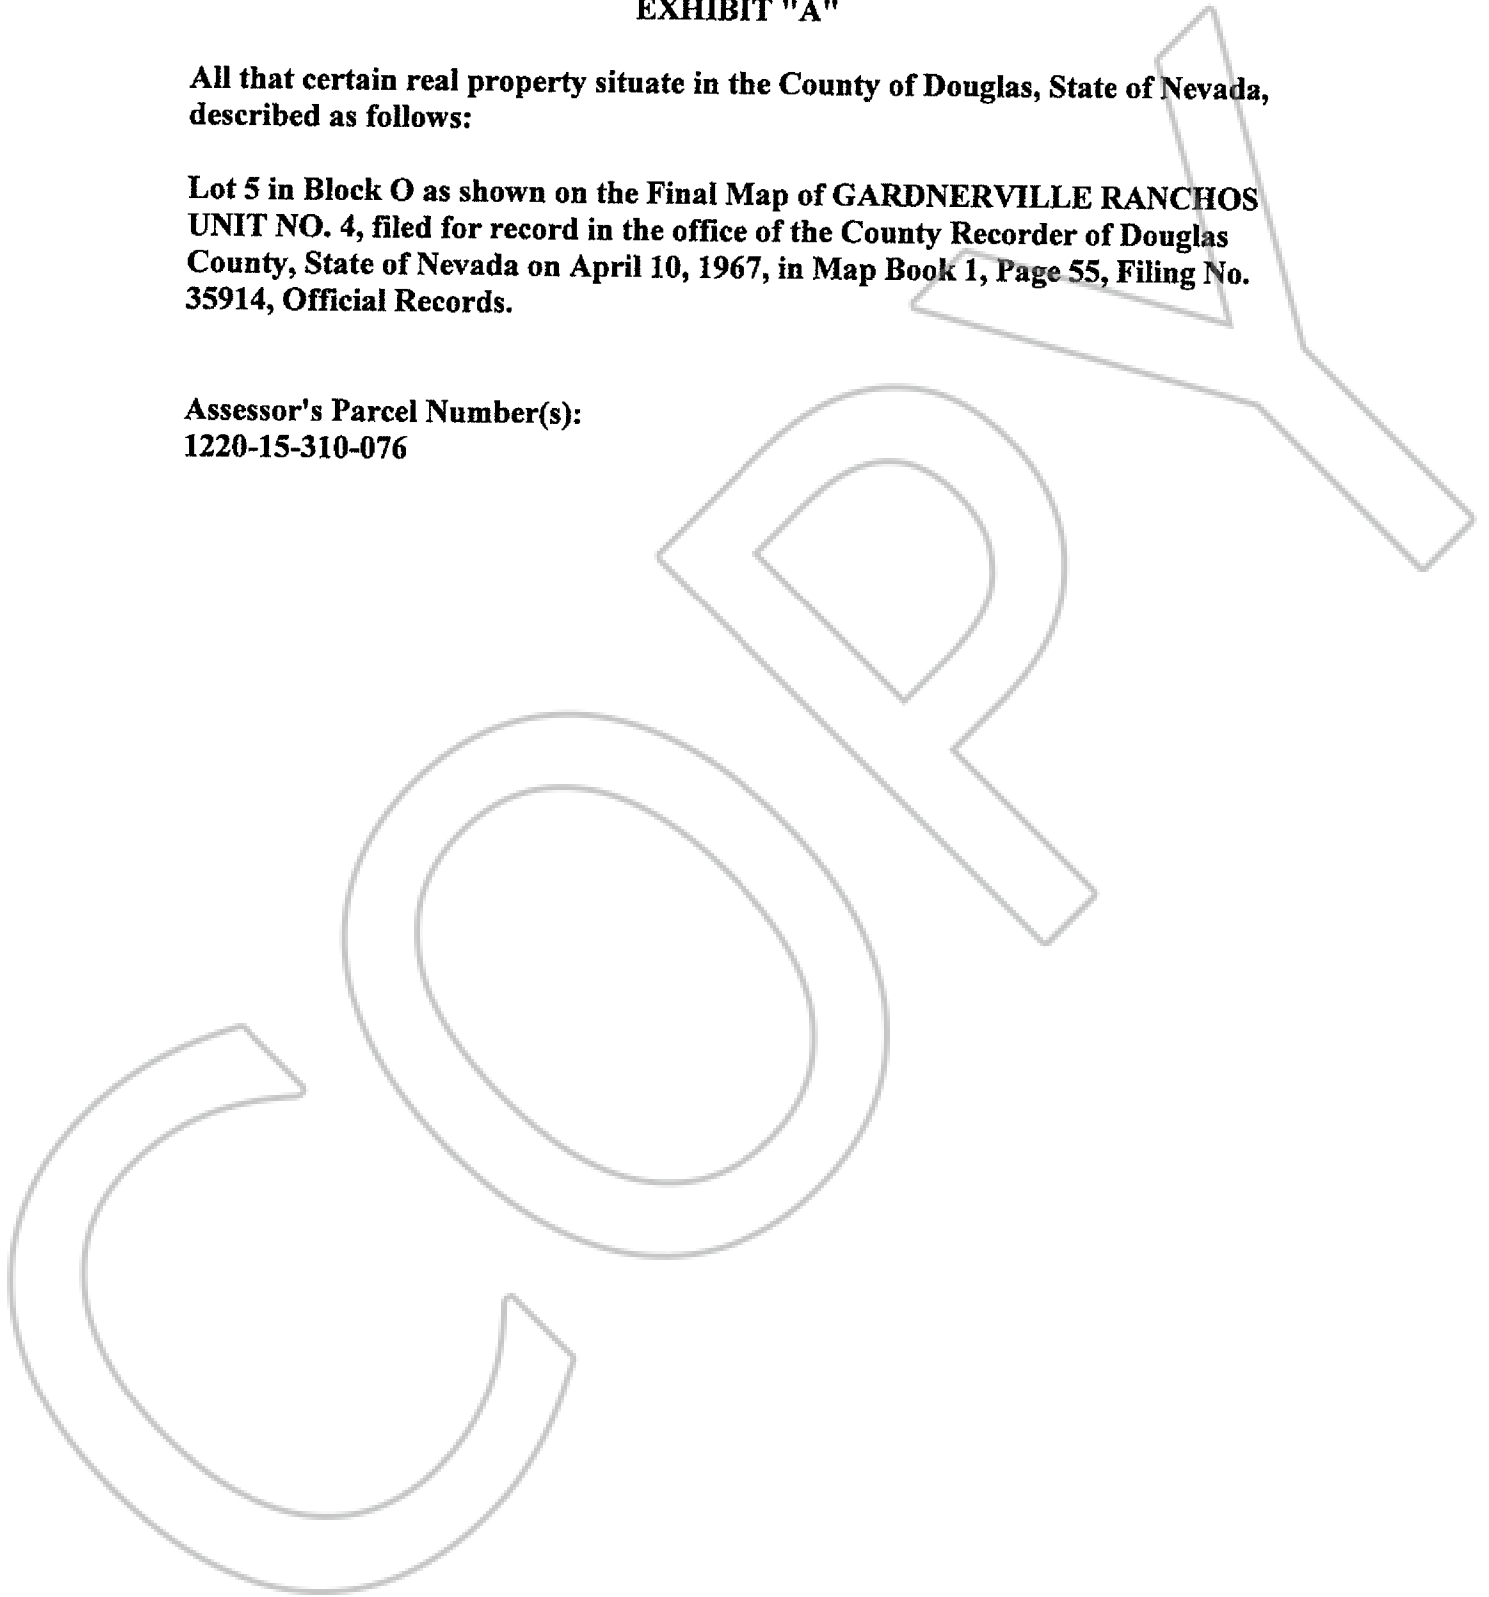 EXHIBIT "A"
All that certain real property situate in the County of Douglas, State of Nevada,
described as follows:
Lot 5 in Block O as shown on the Final Map of GARDNERVILLE RANCHOS
UNIT NO. 4, filed for record in the office of the County Recorder of Douglas
County, State of Nevada on April 10, 1967, in Map Book 1, Page 55, Filing No.
35914, Official Records.
Assessor's Parcel Number(s):
1220-15-310-076
COPY